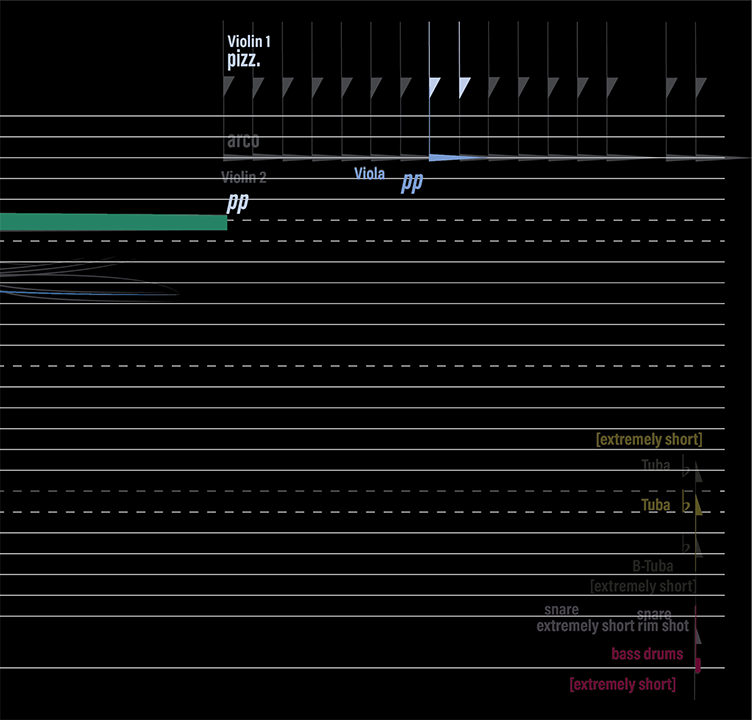 Violin 1
pizz.
arco
Violin 2
Viola
pp
pp
[extremely short]
Tuba
♭
Tuba
♭
♭
B-Tuba
[extremely short]
snare
snare
extremely short rim shot
bass drums
[extremely short]